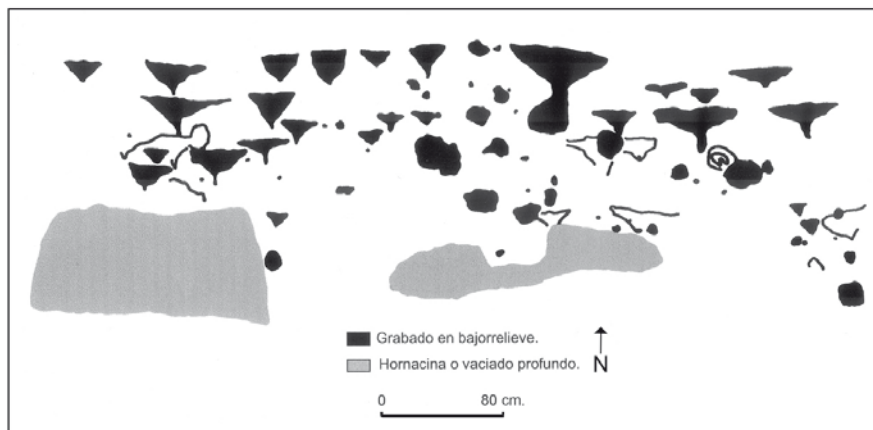 Grabado en bajorrelieve.
Hornacina o vaciado profundo.
N
0 80 cm.